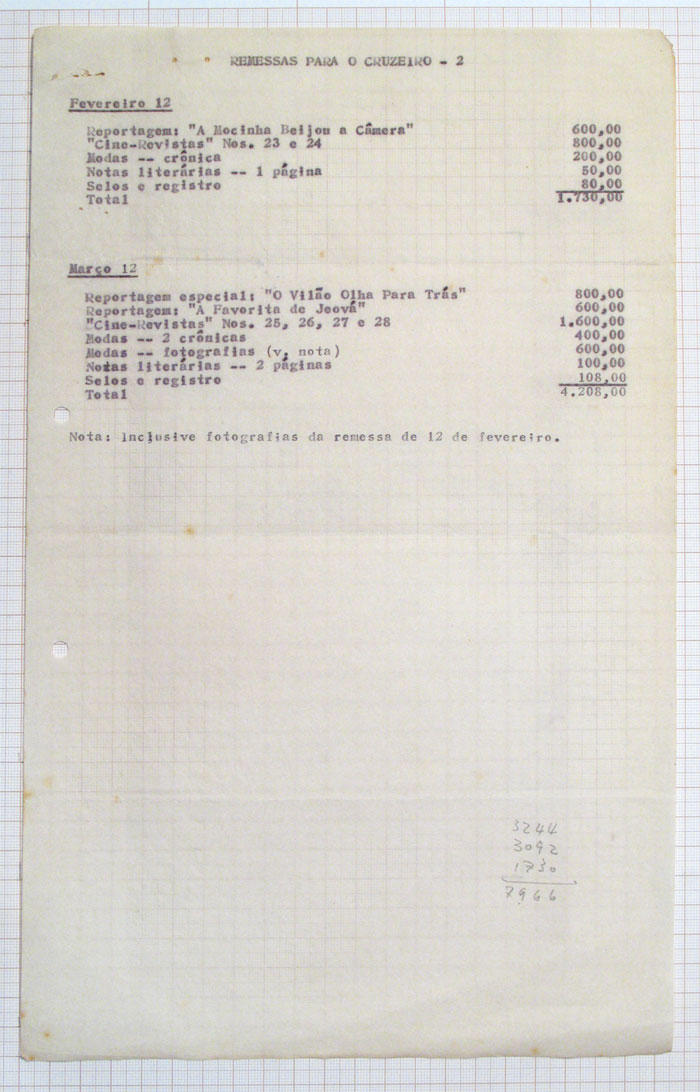 REMESSAS PARA O CRUZEIRO - 2
Fevereiro 12
Reportagem: "A Mocinha Beijou a Câmera" 600,00
"Cine-Revistas" Nos. 23 e 24 800,00
Modas -- crônica 200,00
Notas literárias -- 1 página 50,00
Selos e registro 80,00
Total 1.730,00
Março 12
Reportagem especial: "O Vilão Olha Para Trás" 800,00
Reportagem: "A Favorita de Jeová" 600,00
"Cine-Revistas" Nos. 25, 26, 27 e 28 1.600,00
Modas -- 2 crônicas 400,00
Modas -- fotografias (v. nota) 600,00
Notas literárias -- 2 páginas 100,00
Selos e registro 108,00
Total 4.208,00
Nota: Inclusive fotografias da remessa de 12 de fevereiro.
3244
3092
1730
7966